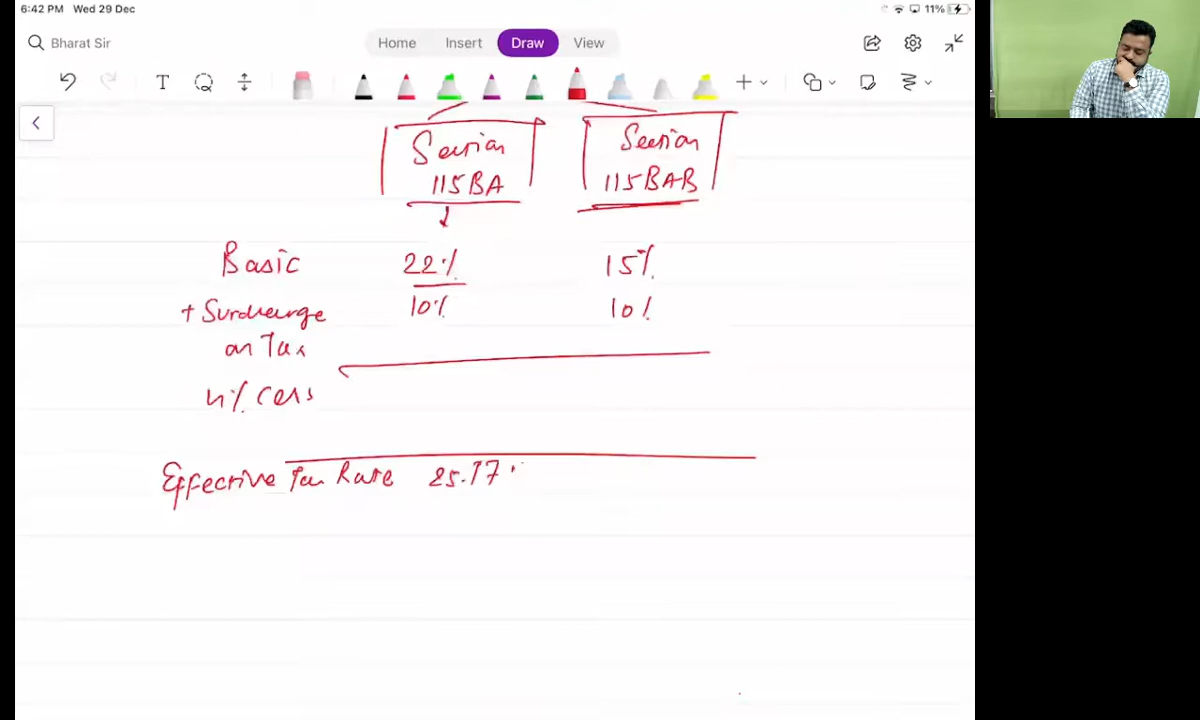 6:42 PM Wed 29 Dec
11%
Bharat Sir
Home Insert Draw View
Section Section
115BA 115BAB
Basic 22% 15%
+ Surcharge 10% 10%
on Tax
4% Cess
Effective Tax Rate 25.17